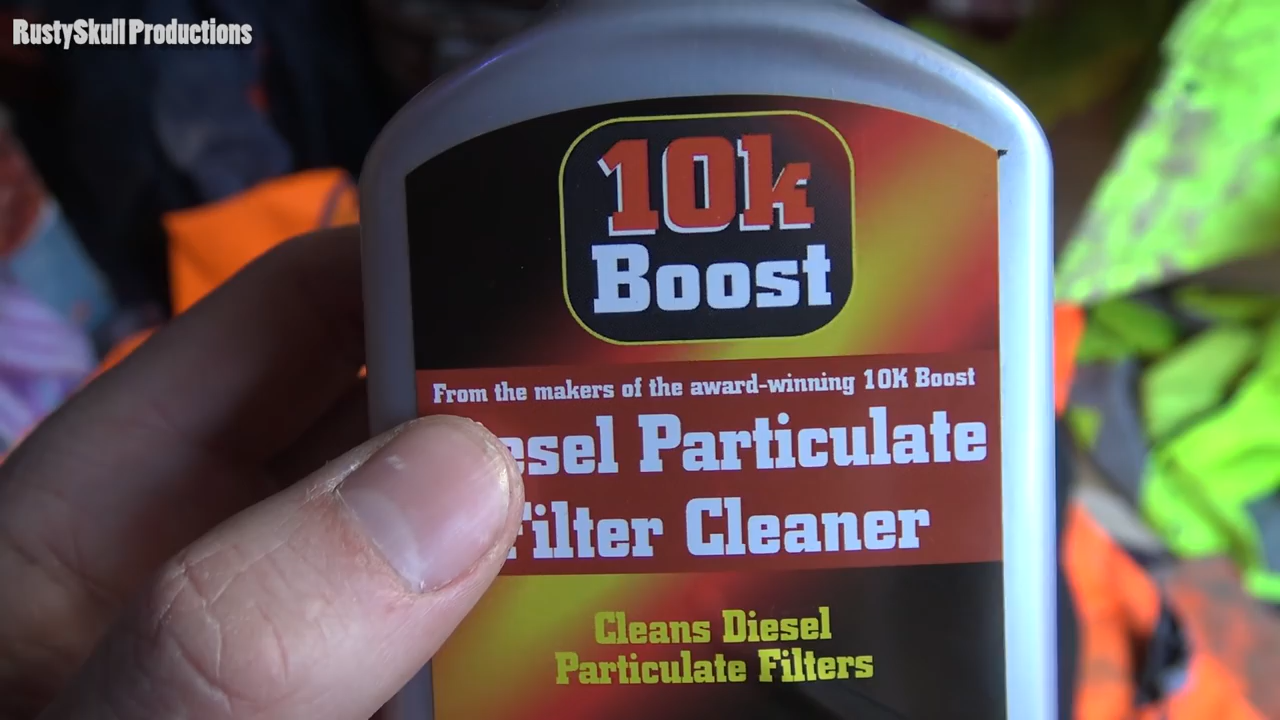 RustySkull Productions
10k
Boost
From the makers of the award-winning 10K Boost
esel Particulate
Filter Cleaner
Cleans Diesel
Particulate Filters